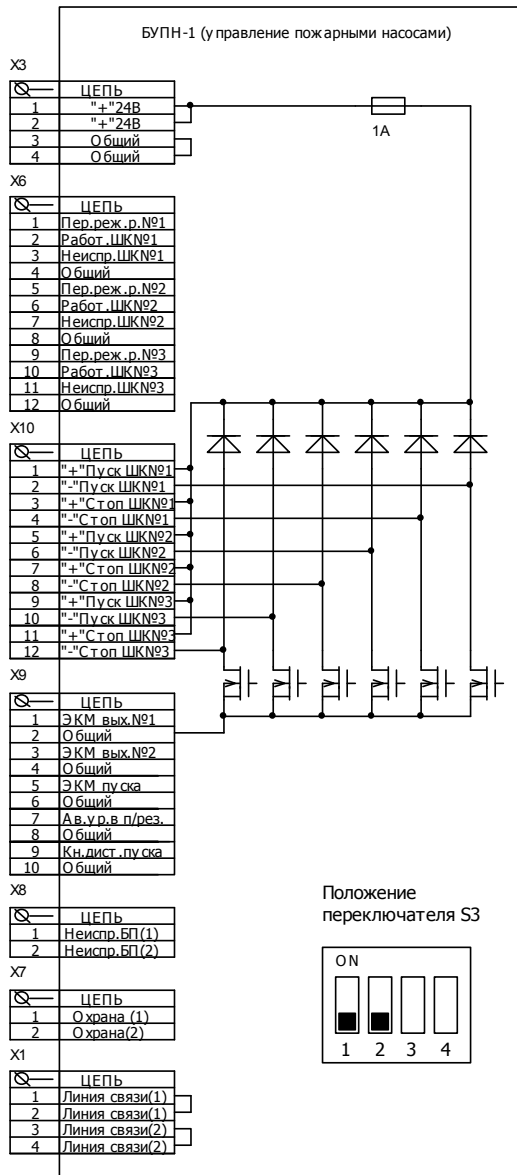 БУПН-1 (управление пожарными насосами)
X3
ЦЕПЬ
1 "+"24В
2 "+"24В
3 Общий
4 Общий
1А
X6
ЦЕПЬ
1 Пер.реж.р.№1
2 Работ.ШК№1
3 Неиспр.ШК№1
4 Общий
5 Пер.реж.р.№2
6 Работ.ШК№2
7 Неиспр.ШК№2
8 Общий
9 Пер.реж.р.№3
10 Работ.ШК№3
11 Неиспр.ШК№3
12 Общий
X10
ЦЕПЬ
1 "+"Пуск ШК№1
2 "-"Пуск ШК№1
3 "+"Стоп ШК№1
4 "-"Стоп ШК№1
5 "+"Пуск ШК№2
6 "-"Пуск ШК№2
7 "+"Стоп ШК№2
8 "-"Стоп ШК№2
9 "+"Пуск ШК№3
10 "-"Пуск ШК№3
11 "+"Стоп ШК№3
12 "-"Стоп ШК№3
X9
ЦЕПЬ
1 ЭКМ вых.№1
2 Общий
3 ЭКМ вых.№2
4 Общий
5 ЭКМ пуска
6 Общий
7 Ав.ур.в п/рез.
8 Общий
9 Кн.дист.пуска
10 Общий
X8
ЦЕПЬ
1 Неиспр.БП(1)
2 Неиспр.БП(2)
X7
ЦЕПЬ
1 Охрана (1)
2 Охрана(2)
X1
ЦЕПЬ
1 Линия связи(1)
2 Линия связи(1)
3 Линия связи(2)
4 Линия связи(2)
Положение
переключателя S3
ON
1 2 3 4